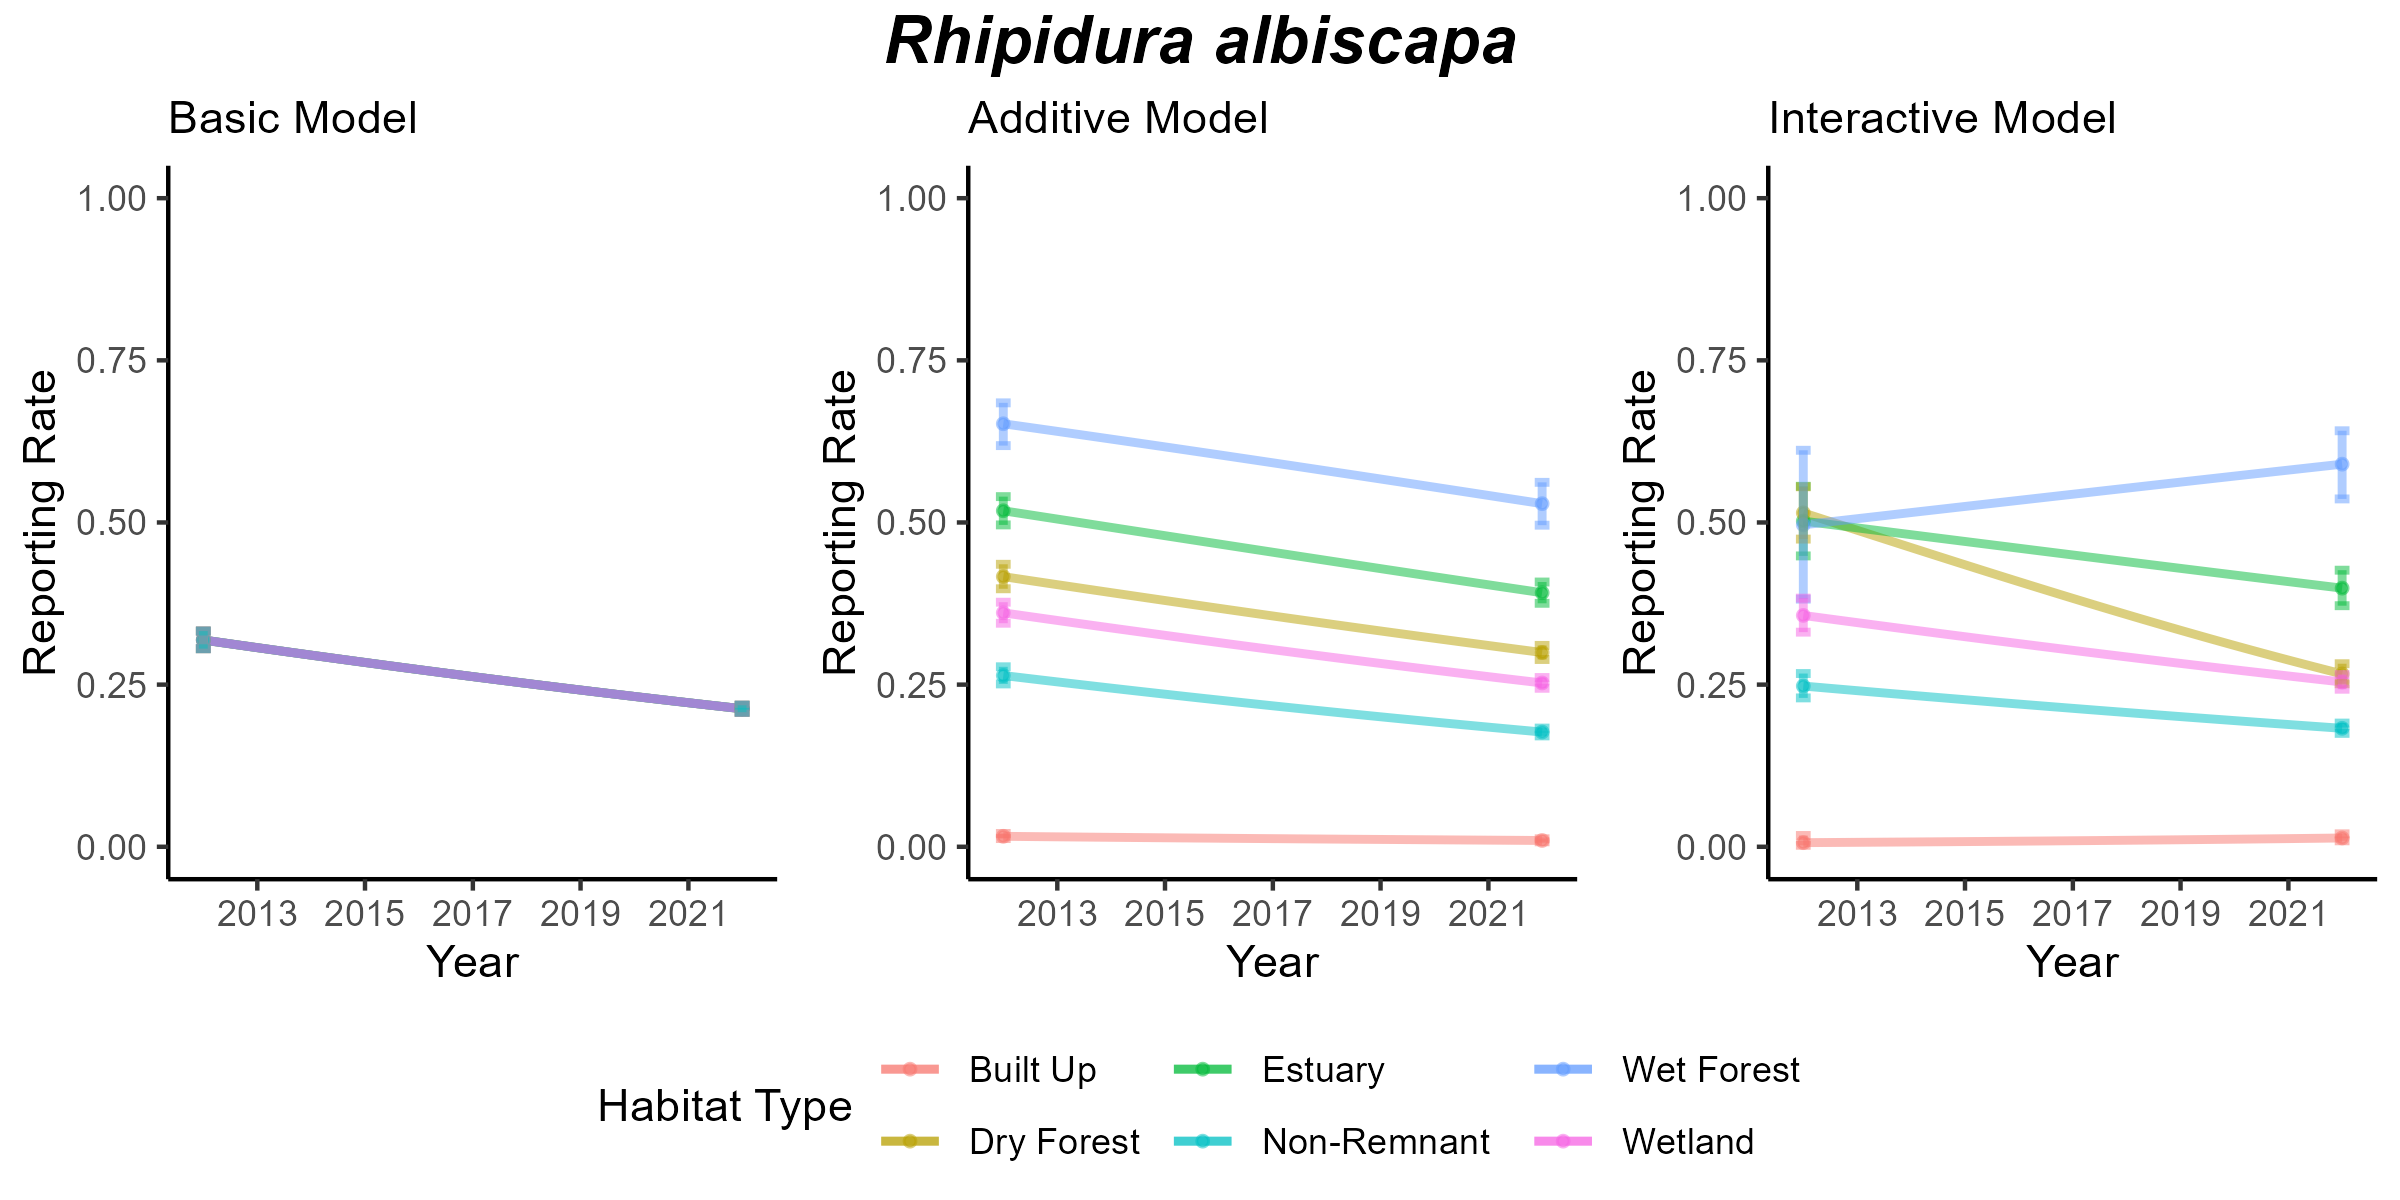 Rhipidura albiscapa
Basic Model
Additive Model
Interactive Model
Reporting Rate
1.00
0.75
0.50
0.25
0.00
2013 2015 2017 2019 2021
Year
Reporting Rate
1.00
0.75
0.50
0.25
0.00
2013 2015 2017 2019 2021
Year
Reporting Rate
1.00
0.75
0.50
0.25
0.00
2013 2015 2017 2019 2021
Year
Habitat Type
Built Up
Estuary
Wet Forest
Dry Forest
Non-Remnant
Wetland